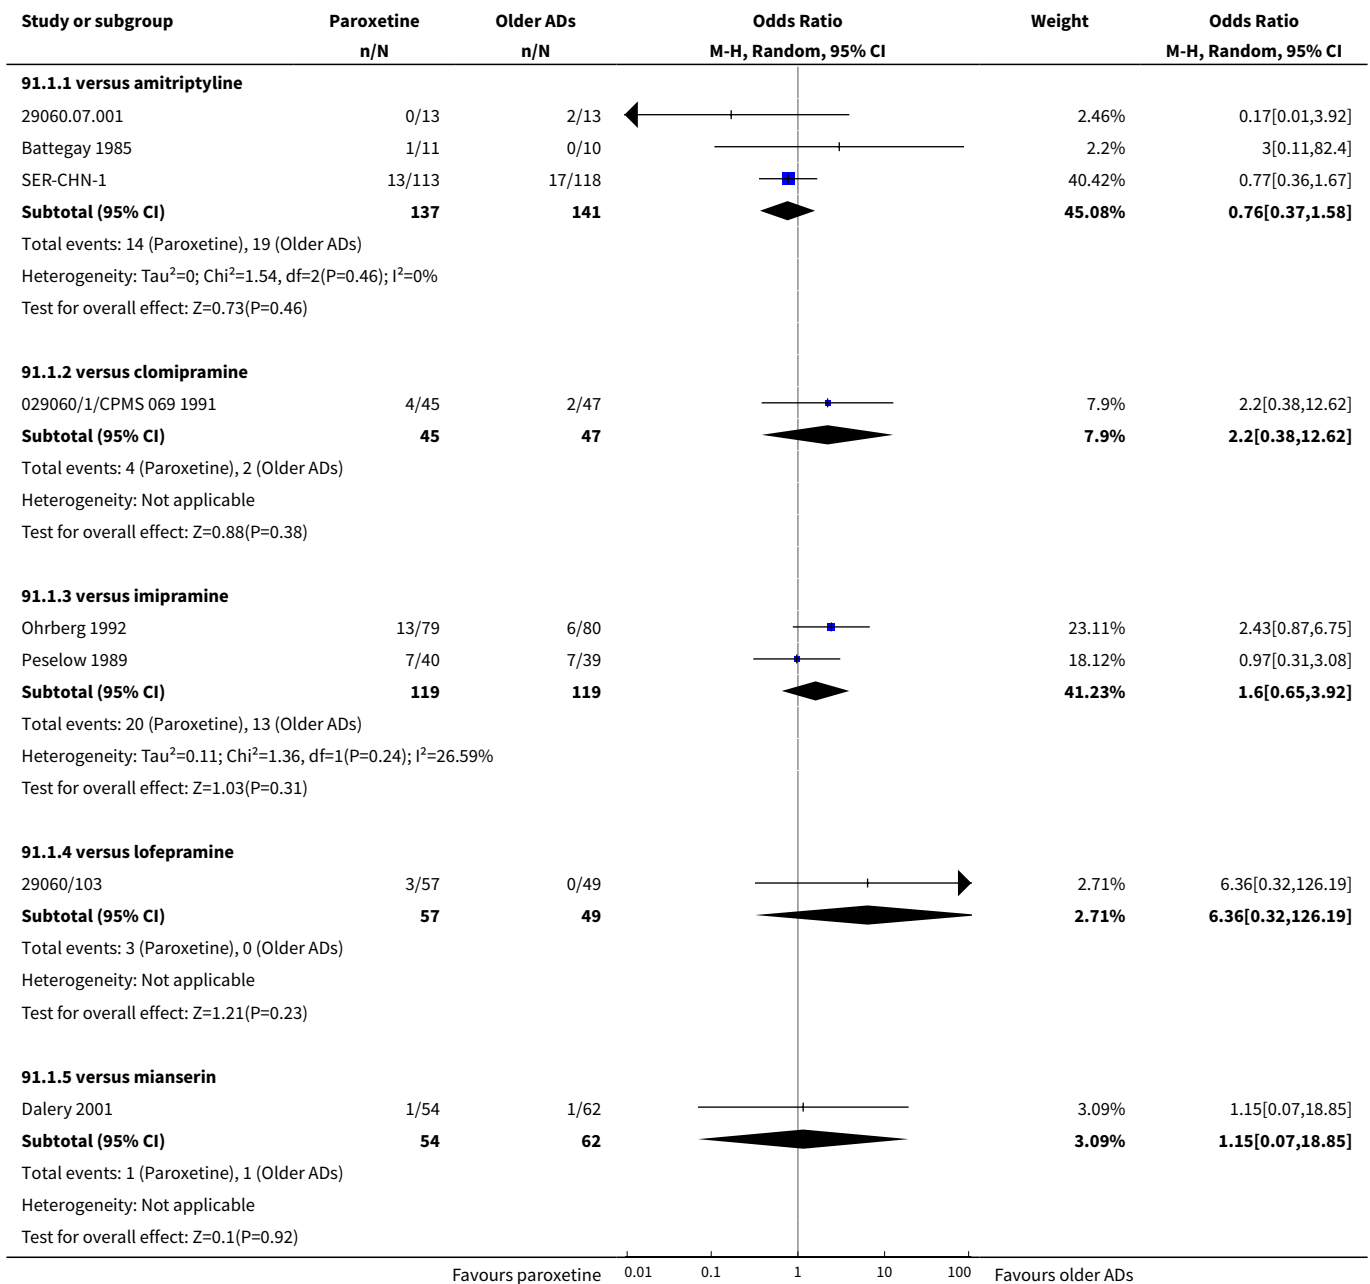 Study or subgroup Paroxetine Older ADs Odds Ratio Weight Odds Ratio
n/N n/N M-H, Random, 95% CI M-H, Random, 95% CI
91.1.1 versus amitriptyline
29060.07.001 0/13 2/13 2.46% 0.17[0.01,3.92]
Battegay 1985 1/11 0/10 2.2% 3[0.11,82.4]
SER-CHN-1 13/113 17/118 40.42% 0.77[0.36,1.67]
Subtotal (95% CI) 137 141 45.08% 0.76[0.37,1.58]
Total events: 14 (Paroxetine), 19 (Older ADs)
Heterogeneity: Tau²=0; Chi²=1.54, df=2(P=0.46); I²=0%
Test for overall effect: Z=0.73(P=0.46)
91.1.2 versus clomipramine
029060/1/CPMS 069 1991 4/45 2/47 7.9% 2.2[0.38,12.62]
Subtotal (95% CI) 45 47 7.9% 2.2[0.38,12.62]
Total events: 4 (Paroxetine), 2 (Older ADs)
Heterogeneity: Not applicable
Test for overall effect: Z=0.88(P=0.38)
91.1.3 versus imipramine
Ohrberg 1992 13/79 6/80 23.11% 2.43[0.87,6.75]
Peselow 1989 7/40 7/39 18.12% 0.97[0.31,3.08]
Subtotal (95% CI) 119 119 41.23% 1.6[0.65,3.92]
Total events: 20 (Paroxetine), 13 (Older ADs)
Heterogeneity: Tau²=0.11; Chi²=1.36, df=1(P=0.24); I²=26.59%
Test for overall effect: Z=1.03(P=0.31)
91.1.4 versus lofepramine
29060/103 3/57 0/49 2.71% 6.36[0.32,126.19]
Subtotal (95% CI) 57 49 2.71% 6.36[0.32,126.19]
Total events: 3 (Paroxetine), 0 (Older ADs)
Heterogeneity: Not applicable
Test for overall effect: Z=1.21(P=0.23)
91.1.5 versus mianserin
Dalery 2001 1/54 1/62 3.09% 1.15[0.07,18.85]
Subtotal (95% CI) 54 62 3.09% 1.15[0.07,18.85]
Total events: 1 (Paroxetine), 1 (Older ADs)
Heterogeneity: Not applicable
Test for overall effect: Z=0.1(P=0.92)
Favours paroxetine 0.01 0.1 1 10 100 Favours older ADs